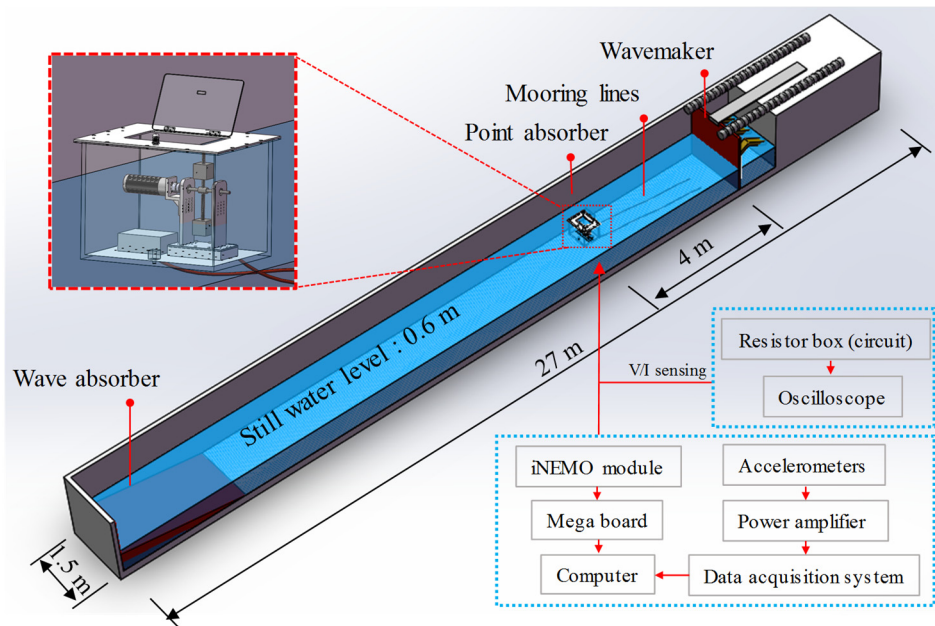 Wavemaker
Mooring lines
Point absorber
4 m
Still water level : 0.6 m
27 m
Wave absorber
1.5 m
V/I sensing
Resistor box (circuit)
Oscilloscope
iNEMO module
Accelerometers
Mega board
Power amplifier
Computer
Data acquisition system